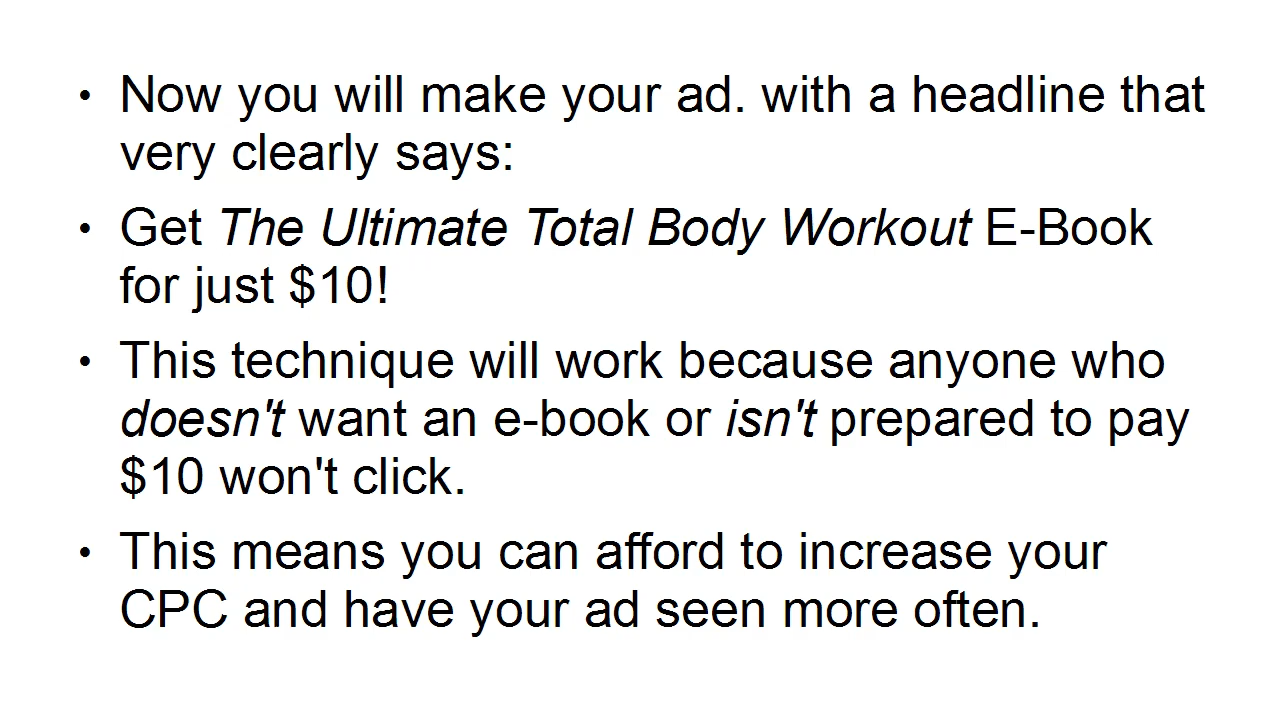 • Now you will make your ad. with a headline that
very clearly says:
• Get The Ultimate Total Body Workout E-Book
for just $10!
• This technique will work because anyone who
doesn't want an e-book or isn't prepared to pay
$10 won't click.
• This means you can afford to increase your
CPC and have your ad seen more often.